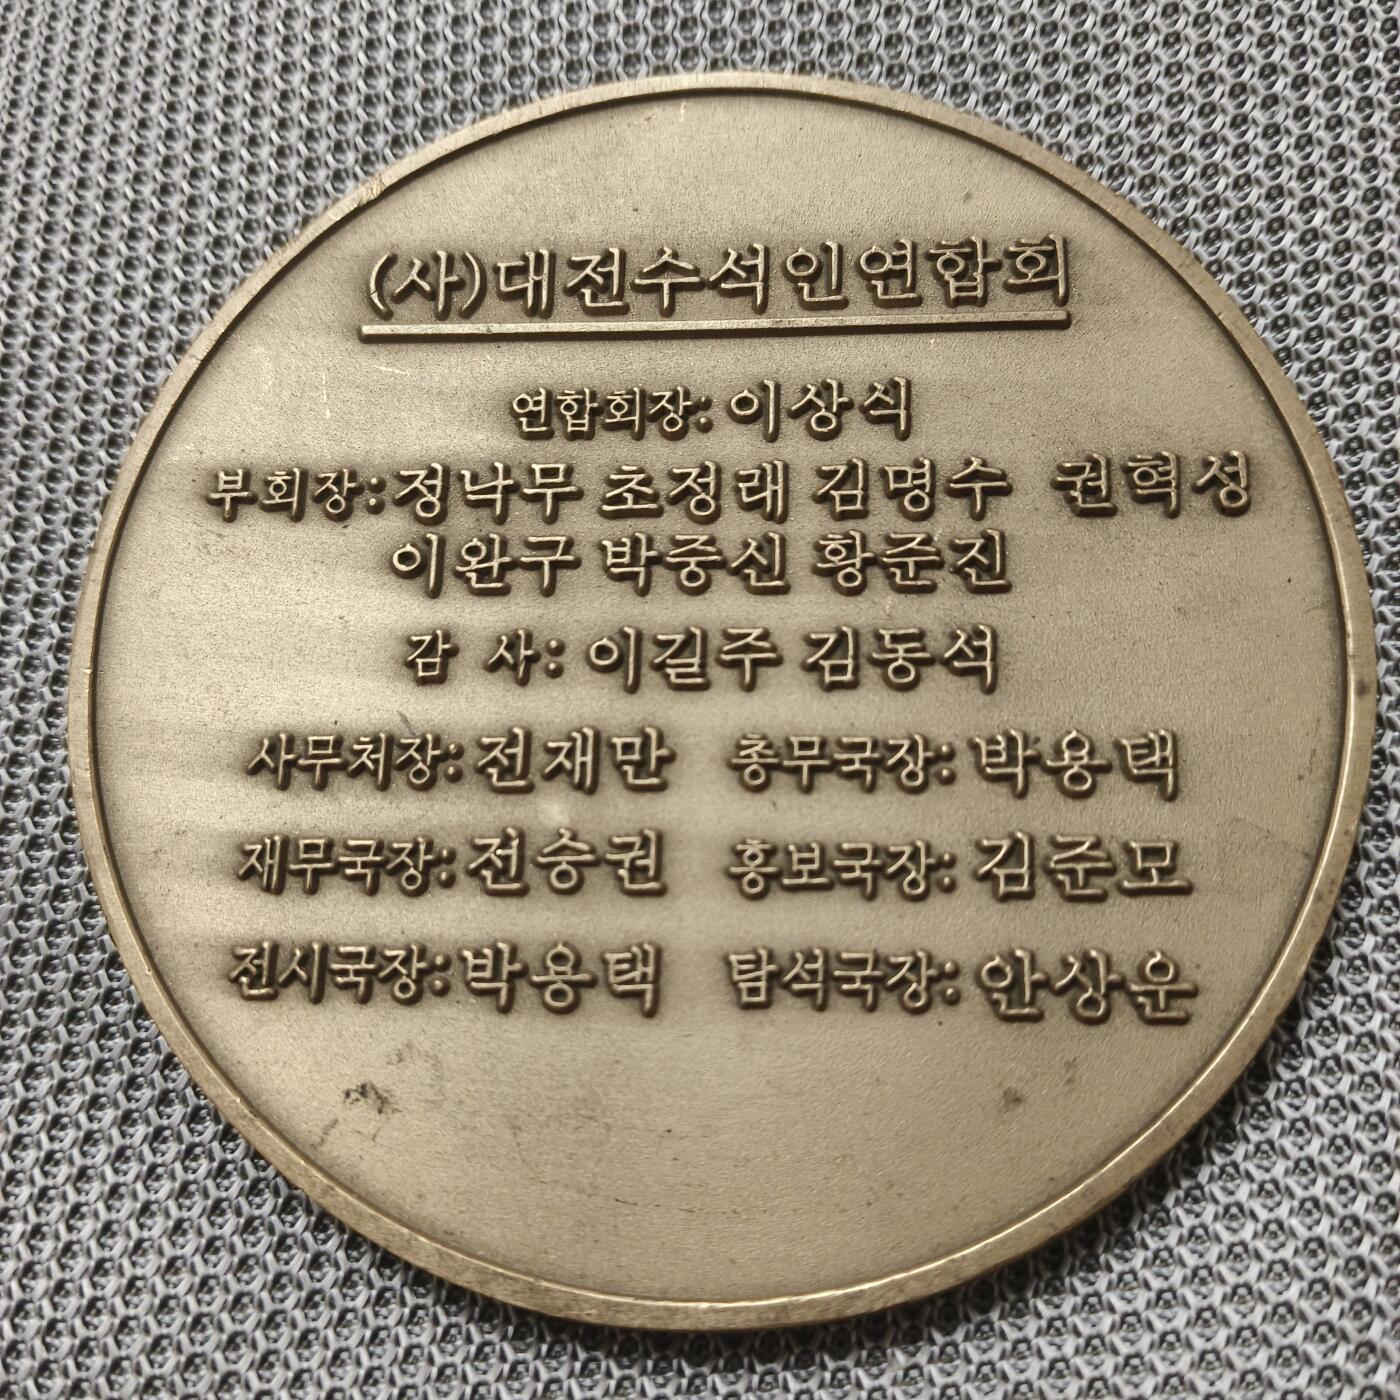 (사)대전수석인연합회
연합회장: 이상식
부회장: 정낙무 초정래 김명수 권혁성
이완구 박중신 황준진
감 사: 이길주 김동석
사무처장: 전재만 총무국장: 박용택
재무국장: 전승권 홍보국장: 김준모
전시국장: 박용택 탐석국장: 안상운